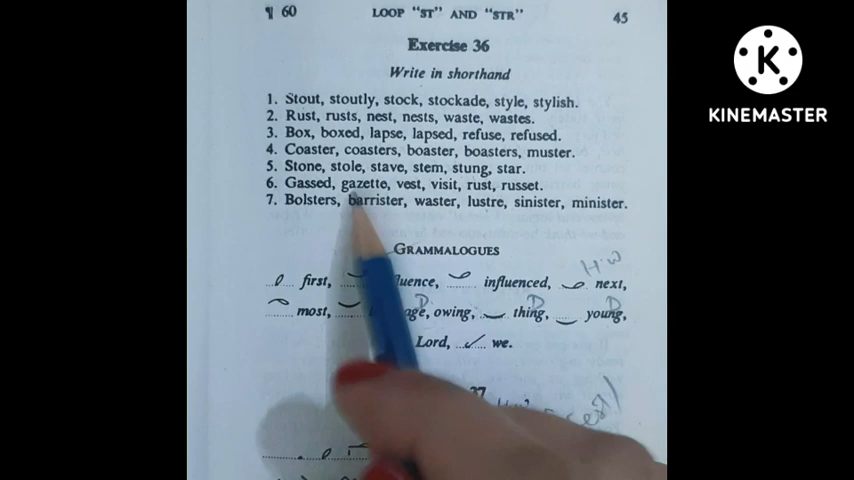 ¶ 60 LOOP "ST" AND "STR" 45
Exercise 36
Write in shorthand
1. Stout, stoutly, stock, stockade, style, stylish.
2. Rust, rusts, nest, nests, waste, wastes.
3. Box, boxed, lapse, lapsed, refuse, refused.
4. Coaster, coasters, boaster, boasters, muster.
5. Stone, stole, stave, stem, stung, star.
6. Gassed, gazette, vest, visit, rust, russet.
7. Bolsters, barrister, waster, lustre, sinister, minister.
GRAMMALOGUES
H.W
first, influenced, next,
D D D
most, owing, thing, young,
Lord, we.
37
K
KINEMASTER